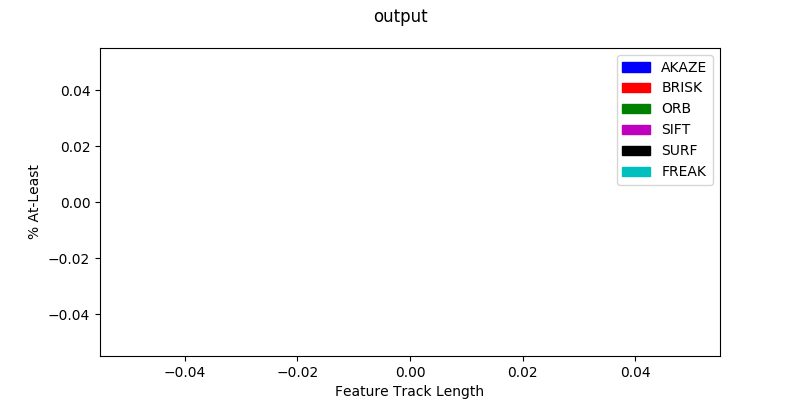 output
AKAZE
BRISK
ORB
SIFT
SURF
FREAK
0.04
0.02
0.00
−0.02
−0.04
% At-Least
−0.04
−0.02
0.00
0.02
0.04
Feature Track Length